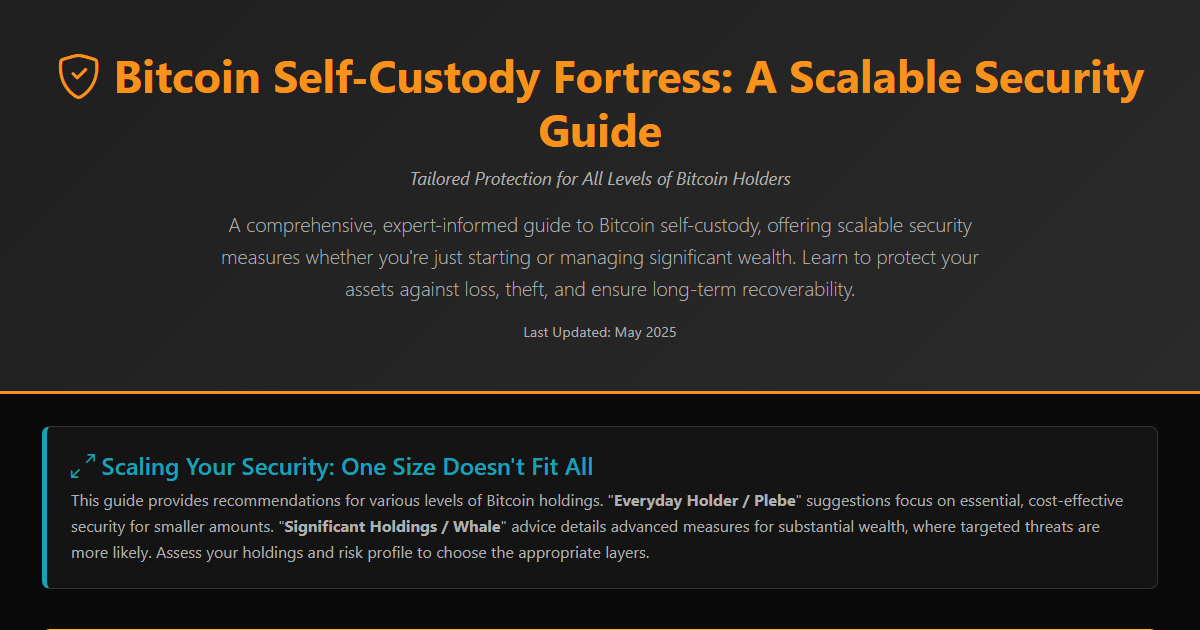 Bitcoin Self-Custody Fortress: A Scalable Security
Guide
Tailored Protection for All Levels of Bitcoin Holders
A comprehensive, expert-informed guide to Bitcoin self-custody, offering scalable security
measures whether you're just starting or managing significant wealth. Learn to protect your
assets against loss, theft, and ensure long-term recoverability.
Last Updated: May 2025
Scaling Your Security: One Size Doesn't Fit All
This guide provides recommendations for various levels of Bitcoin holdings. "Everyday Holder / Plebe" suggestions focus on essential, cost-effective
security for smaller amounts. "Significant Holdings / Whale" advice details advanced measures for substantial wealth, where targeted threats are
more likely. Assess your holdings and risk profile to choose the appropriate layers.